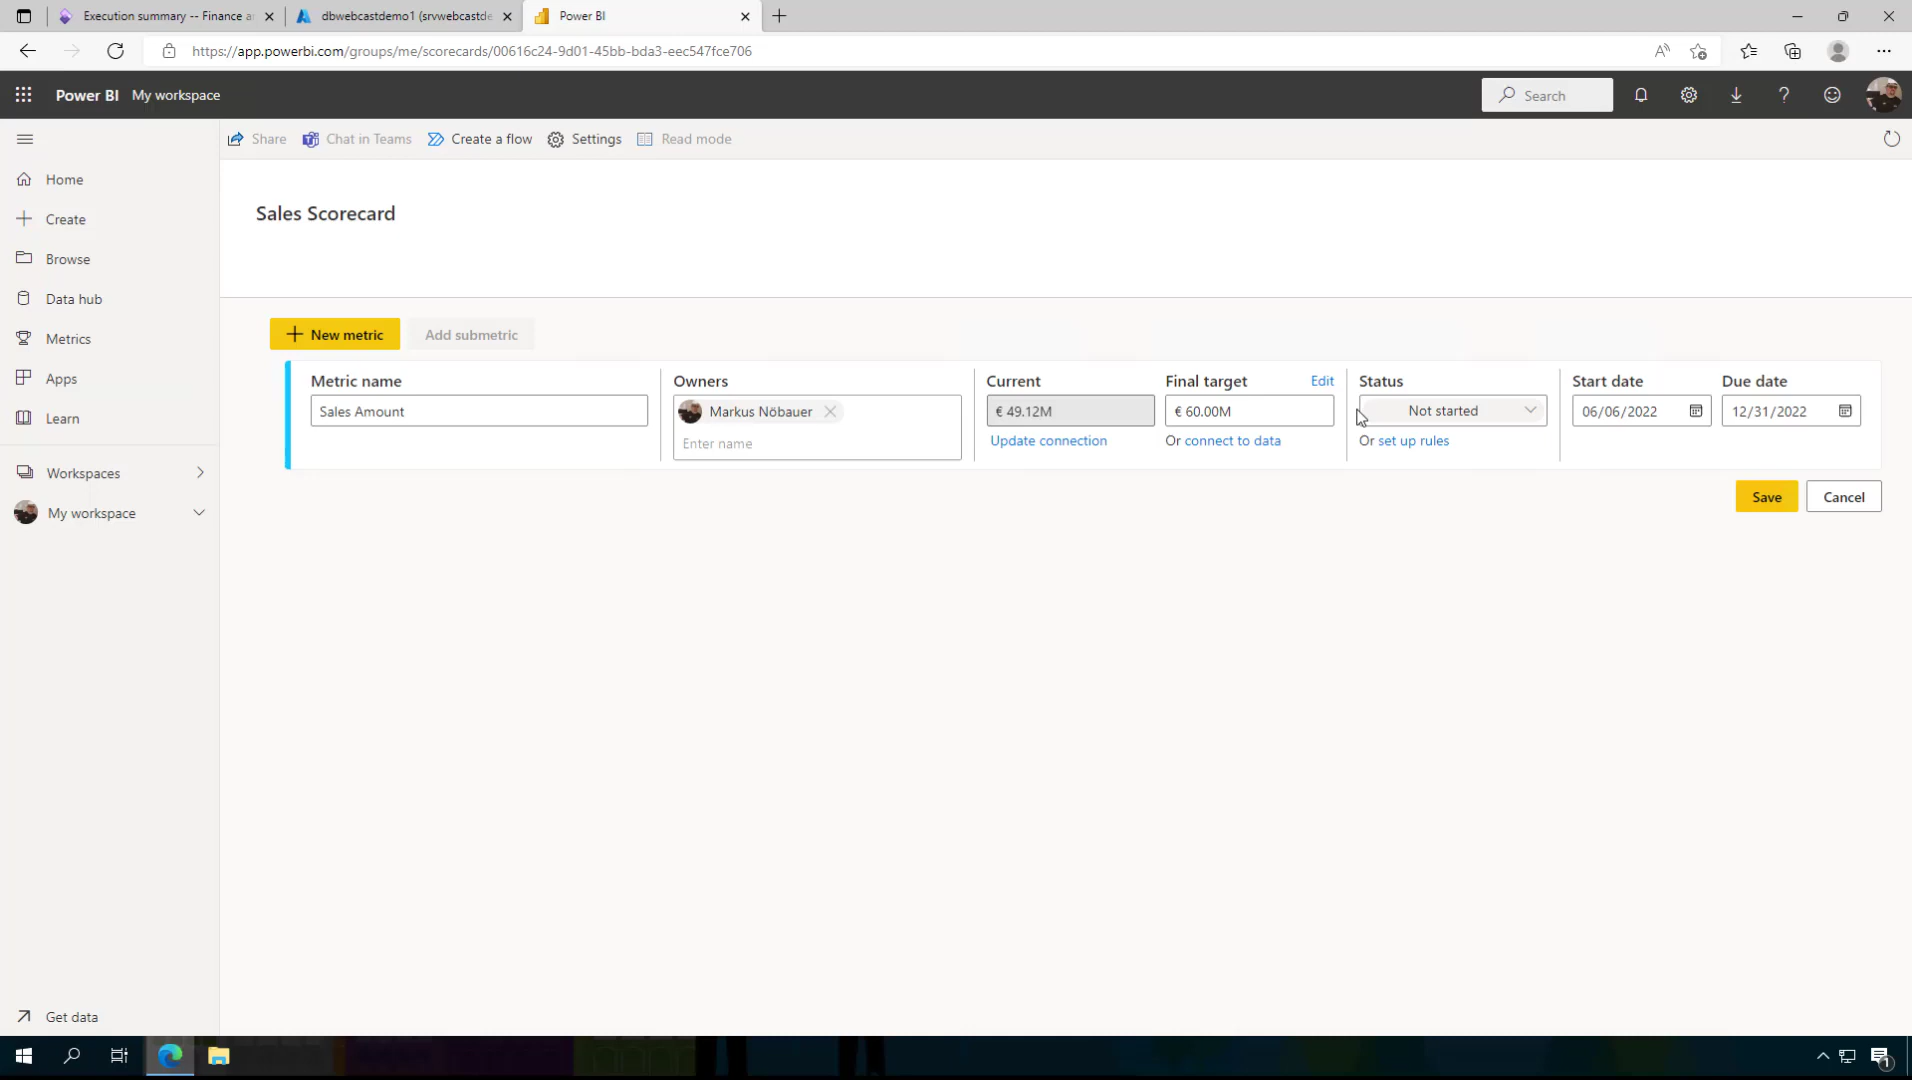 Execution summary -- Finance a
dbwebcastdemo1 (srvwebcastde
Power BI
https://app.powerbi.com/groups/me/scorecards/00616c24-9d01-45bb-bda3-eec547fce706
Power BI My workspace
Search
Share Chat in Teams Create a flow Settings Read mode
Home
Create
Browse
Data hub
Metrics
Apps
Learn
Workspaces
My workspace
Get data
Sales Scorecard
New metric Add submetric
Metric name Owners Current Final target Edit Status Start date Due date
Sales Amount Markus Nöbauer € 49.12M € 60.00M Not started 06/06/2022 12/31/2022
Enter name Update connection Or connect to data Or set up rules
Save Cancel
1